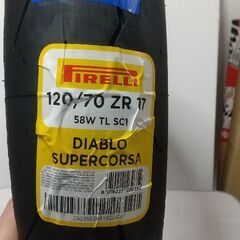 PIRELLI
120/70 ZR 17
58W TL SC1
DIABLO
SUPERCORSA